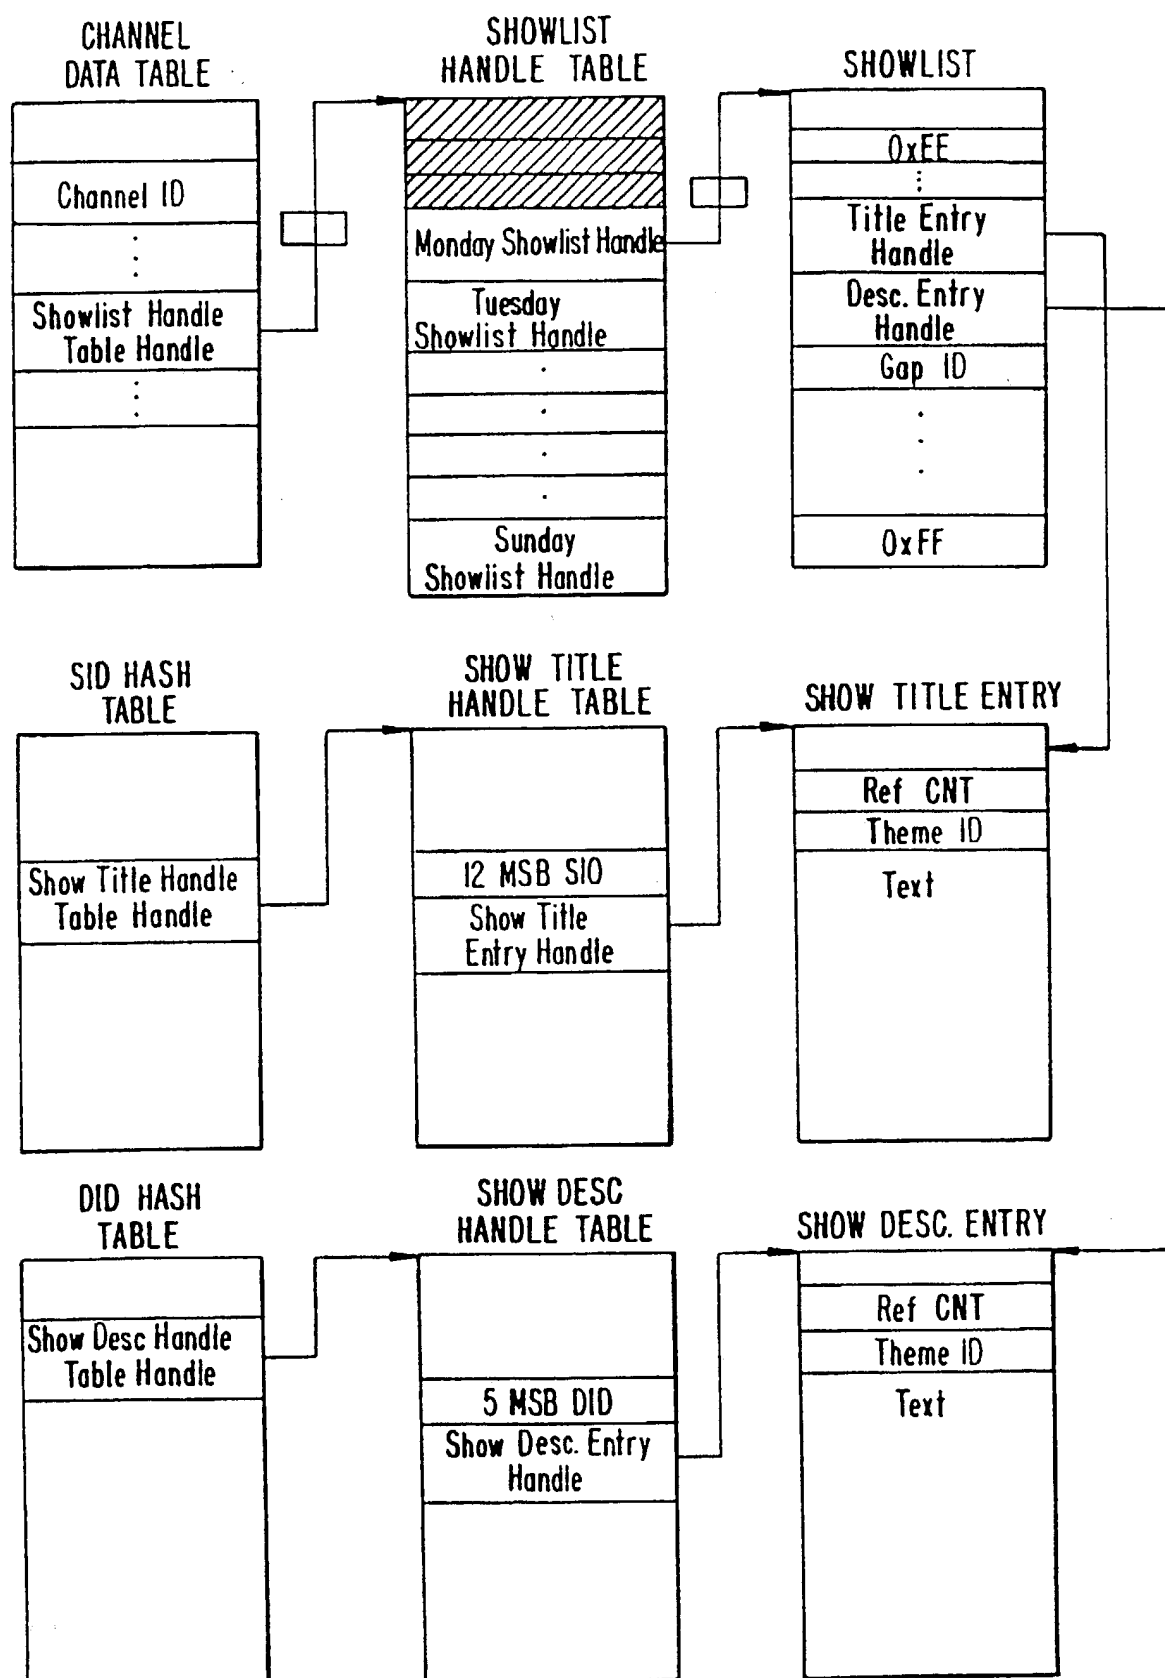 CHANNEL
DATA TABLE
Channel ID
Showlist Handle
Table Handle
SHOWLIST
HANDLE TABLE
Monday Showlist Handle
Tuesday
Showlist Handle
Sunday
Showlist Handle
SHOWLIST
0xEE
Title Entry
Handle
Desc. Entry
Handle
Gap ID
0xFF
SID HASH
TABLE
Show Title Handle
Table Handle
SHOW TITLE
HANDLE TABLE
12 MSB SIO
Show Title
Entry Handle
SHOW TITLE ENTRY
Ref CNT
Theme ID
Text
DID HASH
TABLE
Show Desc Handle
Table Handle
SHOW DESC
HANDLE TABLE
5 MSB DID
Show Desc. Entry
Handle
SHOW DESC. ENTRY
Ref CNT
Theme ID
Text